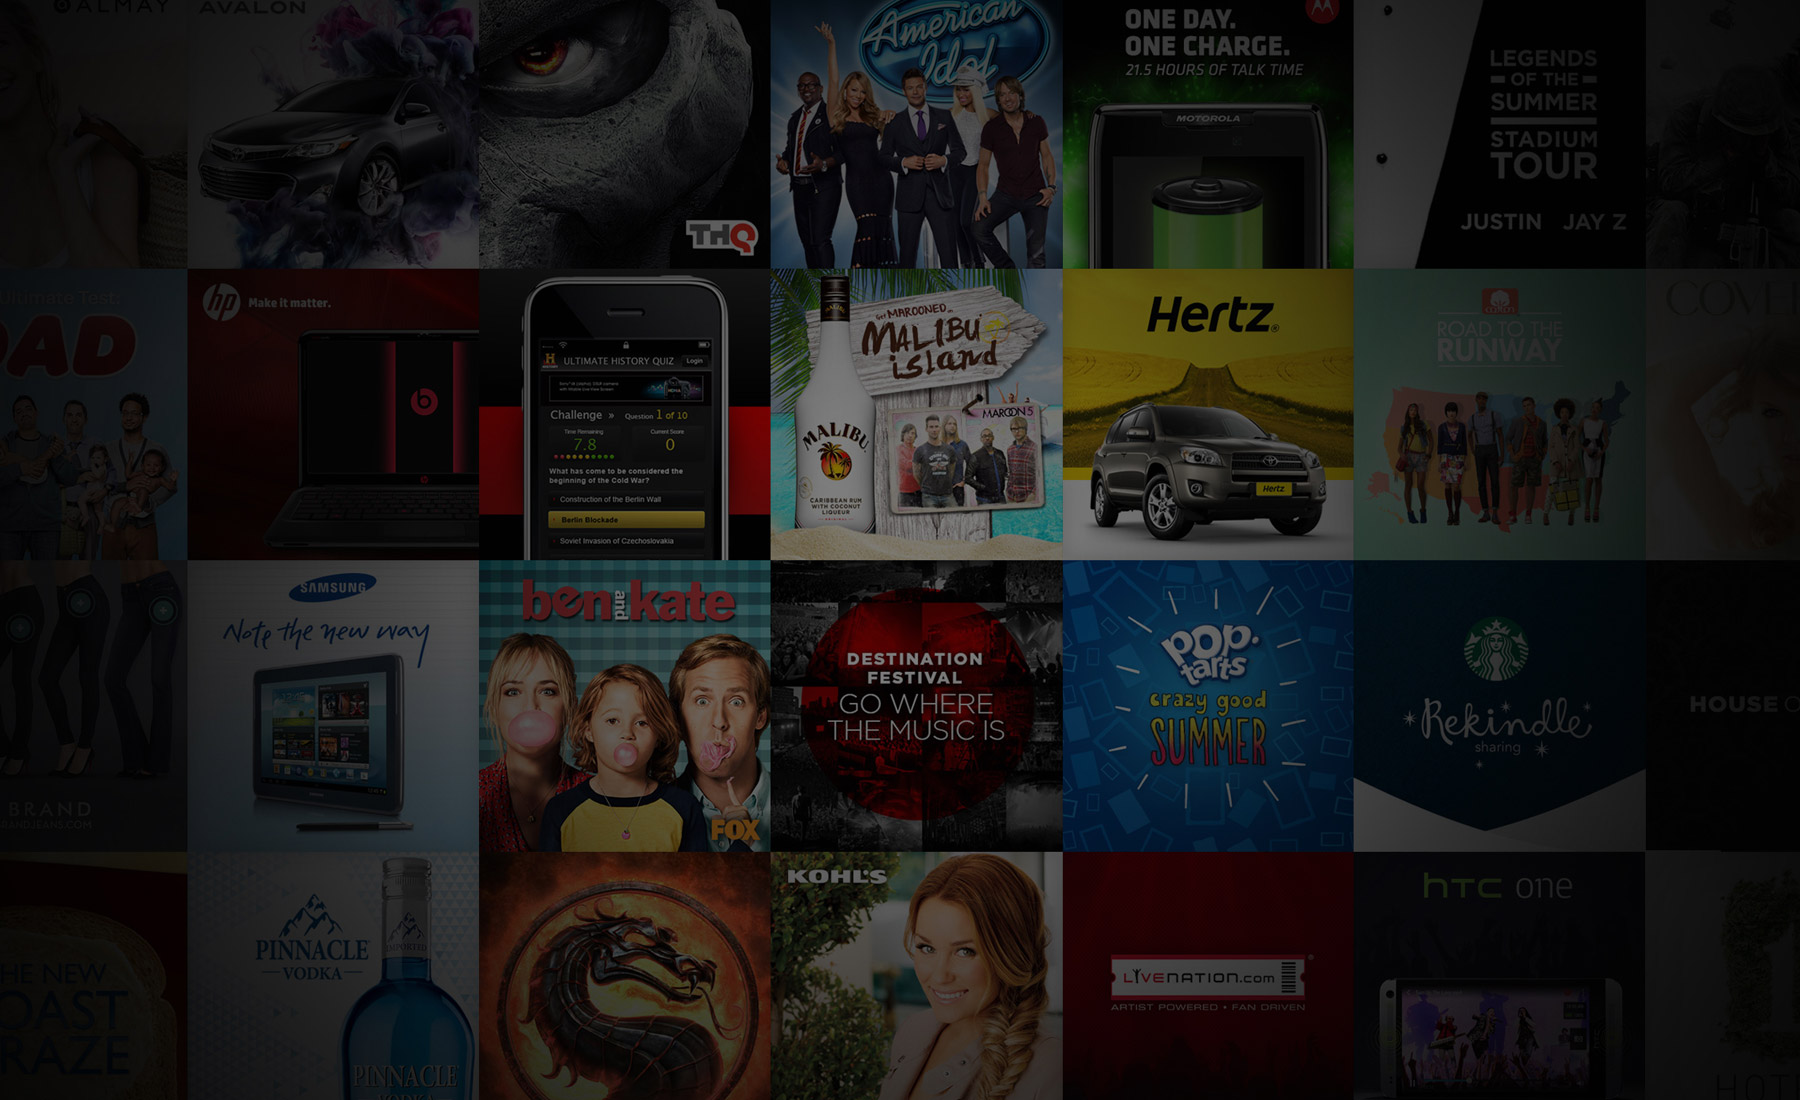 ALMAY
AVALON
THQ
American
Idol
ONE DAY.
ONE CHARGE.
21.5 HOURS OF TALK TIME
MOTOROLA
LEGENDS
OF THE
SUMMER
STADIUM
TOUR
JUSTIN JAY Z
Ultimate Test:
DAD
hp Make it matter.
ULTIMATE HISTORY QUIZ Login
Challenge » Question 1 of 10
Time Remaining Current Score
7.8 0
What has come to be considered the
beginning of the Cold War?
Construction of the Berlin Wall
Berlin Blockade
Soviet Invasion of Czechoslovakia
Get MAROONED on
MALIBU
island
MAROON 5
MALIBU
CARIBBEAN RUM
WITH COCONUT
LIQUEUR
Hertz
Hertz
ROAD TO THE
RUNWAY
COVE
BRAND
SAMSUNG
Note the new way
ben and kate
FOX
DESTINATION
FESTIVAL
GO WHERE
THE MUSIC IS
pop.
tarts
crazy good
SUMMER
Rekindle
sharing
HOUSE
HE NEW
OAST
RAZE
PINNACLE
VODKA
IMPORTED
PINNACLE
KOHL'S
LIVENATION.com
ARTIST POWERED • FAN DRIVEN
hTC one
HOT